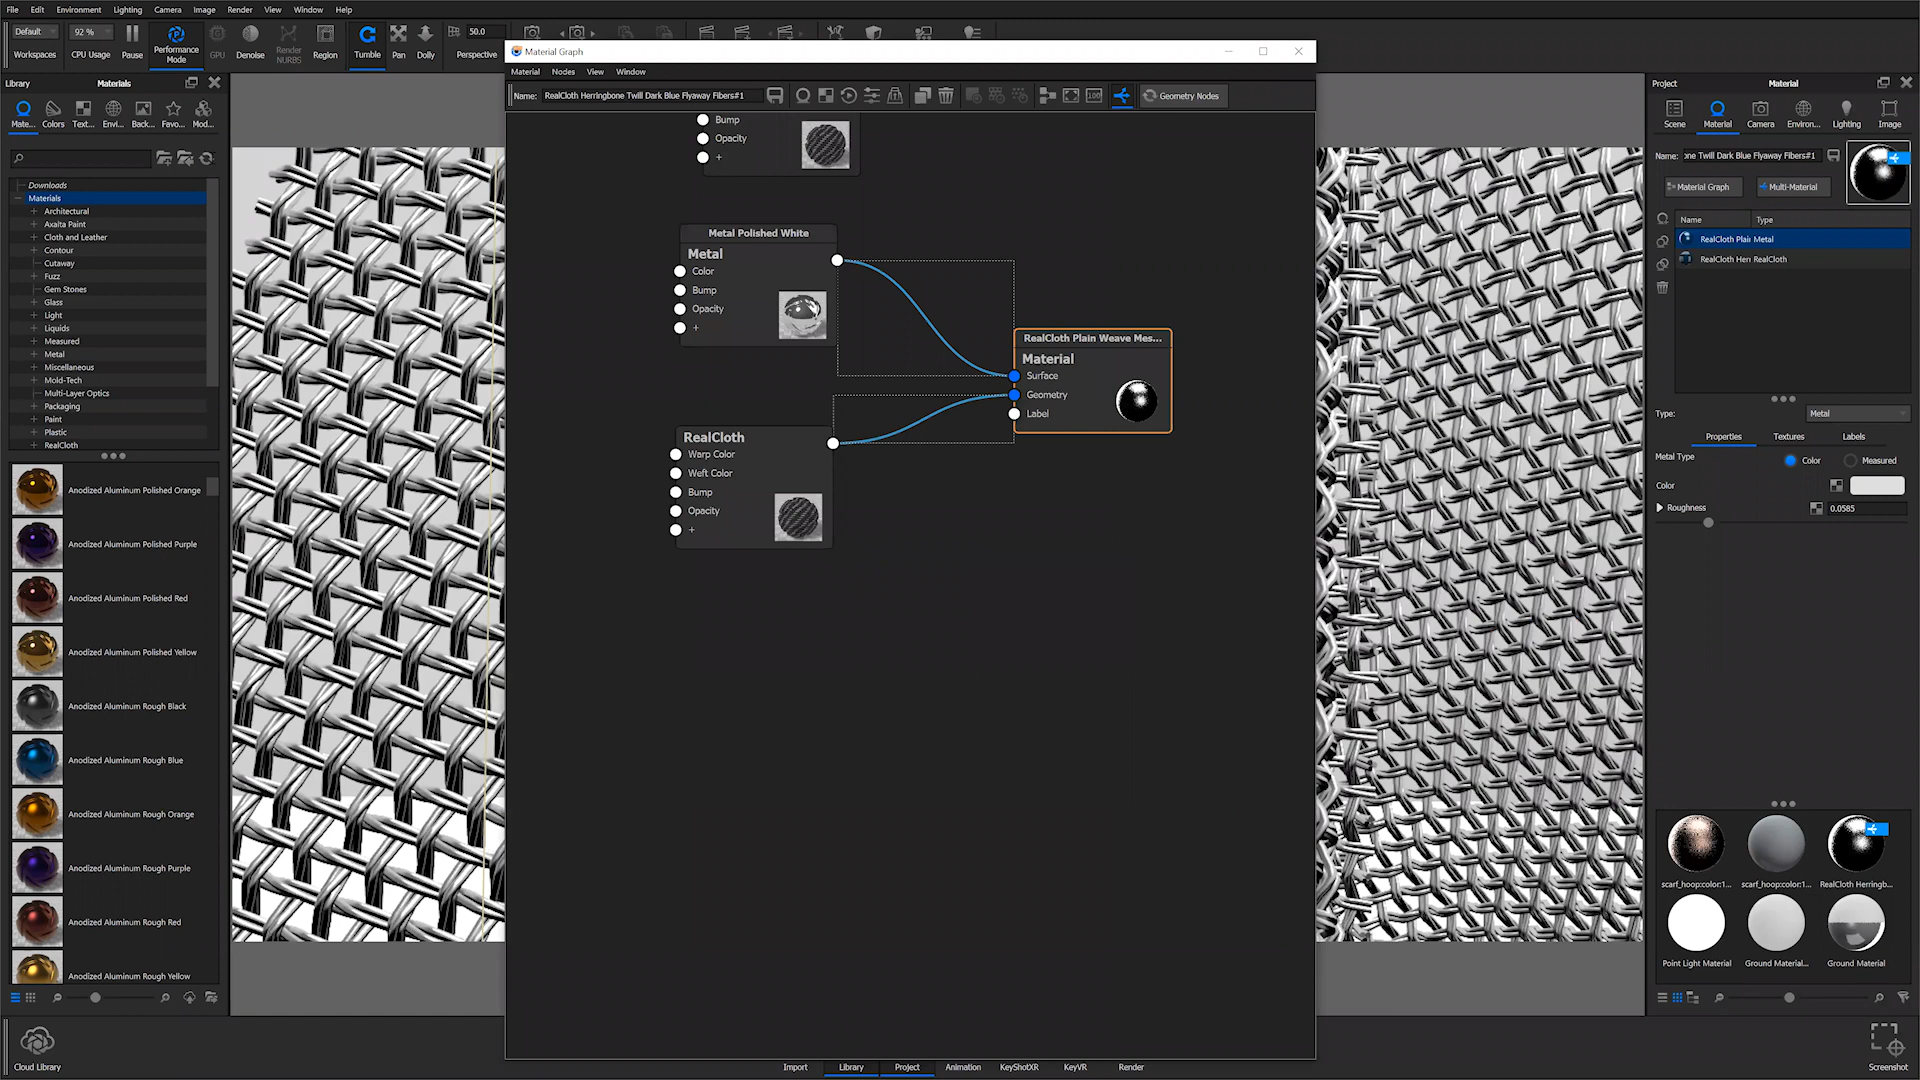 File Edit Environment Lighting Camera Image Render View Window Help
Default 92 % 50.0
Workspaces CPU Usage Pause Performance Mode GPU Denoise Render NURBS Region Tumble Pan Dolly Perspective
Library Materials
Mate... Colors Text... Envi... Back... Favo... Mod...
Downloads
Materials
Architectural
Axalta Paint
Cloth and Leather
Contour
Cutaway
Fuzz
Gem Stones
Glass
Light
Liquids
Measured
Metal
Miscellaneous
Mold-Tech
Multi-Layer Optics
Packaging
Paint
Plastic
RealCloth
Anodized Aluminum Polished Orange
Anodized Aluminum Polished Purple
Anodized Aluminum Polished Red
Anodized Aluminum Polished Yellow
Anodized Aluminum Rough Black
Anodized Aluminum Rough Blue
Anodized Aluminum Rough Orange
Anodized Aluminum Rough Purple
Anodized Aluminum Rough Red
Anodized Aluminum Rough Yellow
Cloud Library
Material Graph
Material Nodes View Window
Name: RealCloth Herringbone Twill Dark Blue Flyaway Fibers#1
Geometry Nodes
Bump
Opacity
+
Metal Polished White
Metal
Color
Bump
Opacity
+
RealCloth
Warp Color
Weft Color
Bump
Opacity
+
RealCloth Plain Weave Mes...
Material
Surface
Geometry
Label
Import Library Project Animation KeyShotXR KeyVR Render
Project Material
Scene Material Camera Environ... Lighting Image
Name: one Twill Dark Blue Flyaway Fibers#1
Material Graph Multi-Material
Name Type
RealCloth Plain Metal
RealCloth Herr RealCloth
Type: Metal
Properties Textures Labels
Metal Type Color Measured
Color
Roughness 0.0585
scarf_hoop:color:1... scarf_hoop:color:1... RealCloth Herringb...
Point Light Material Ground Material... Ground Material
Screenshot